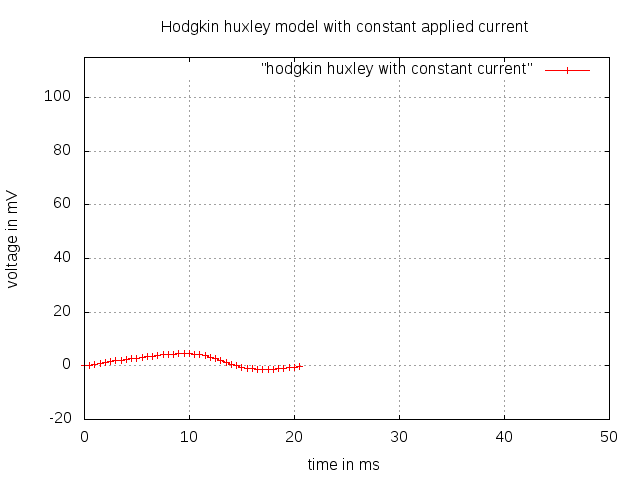 Hodgkin huxley model with constant applied current
"hodgkin huxley with constant current"
100
80
60
40
20
0
-20
voltage in mV
0 10 20 30 40 50
time in ms